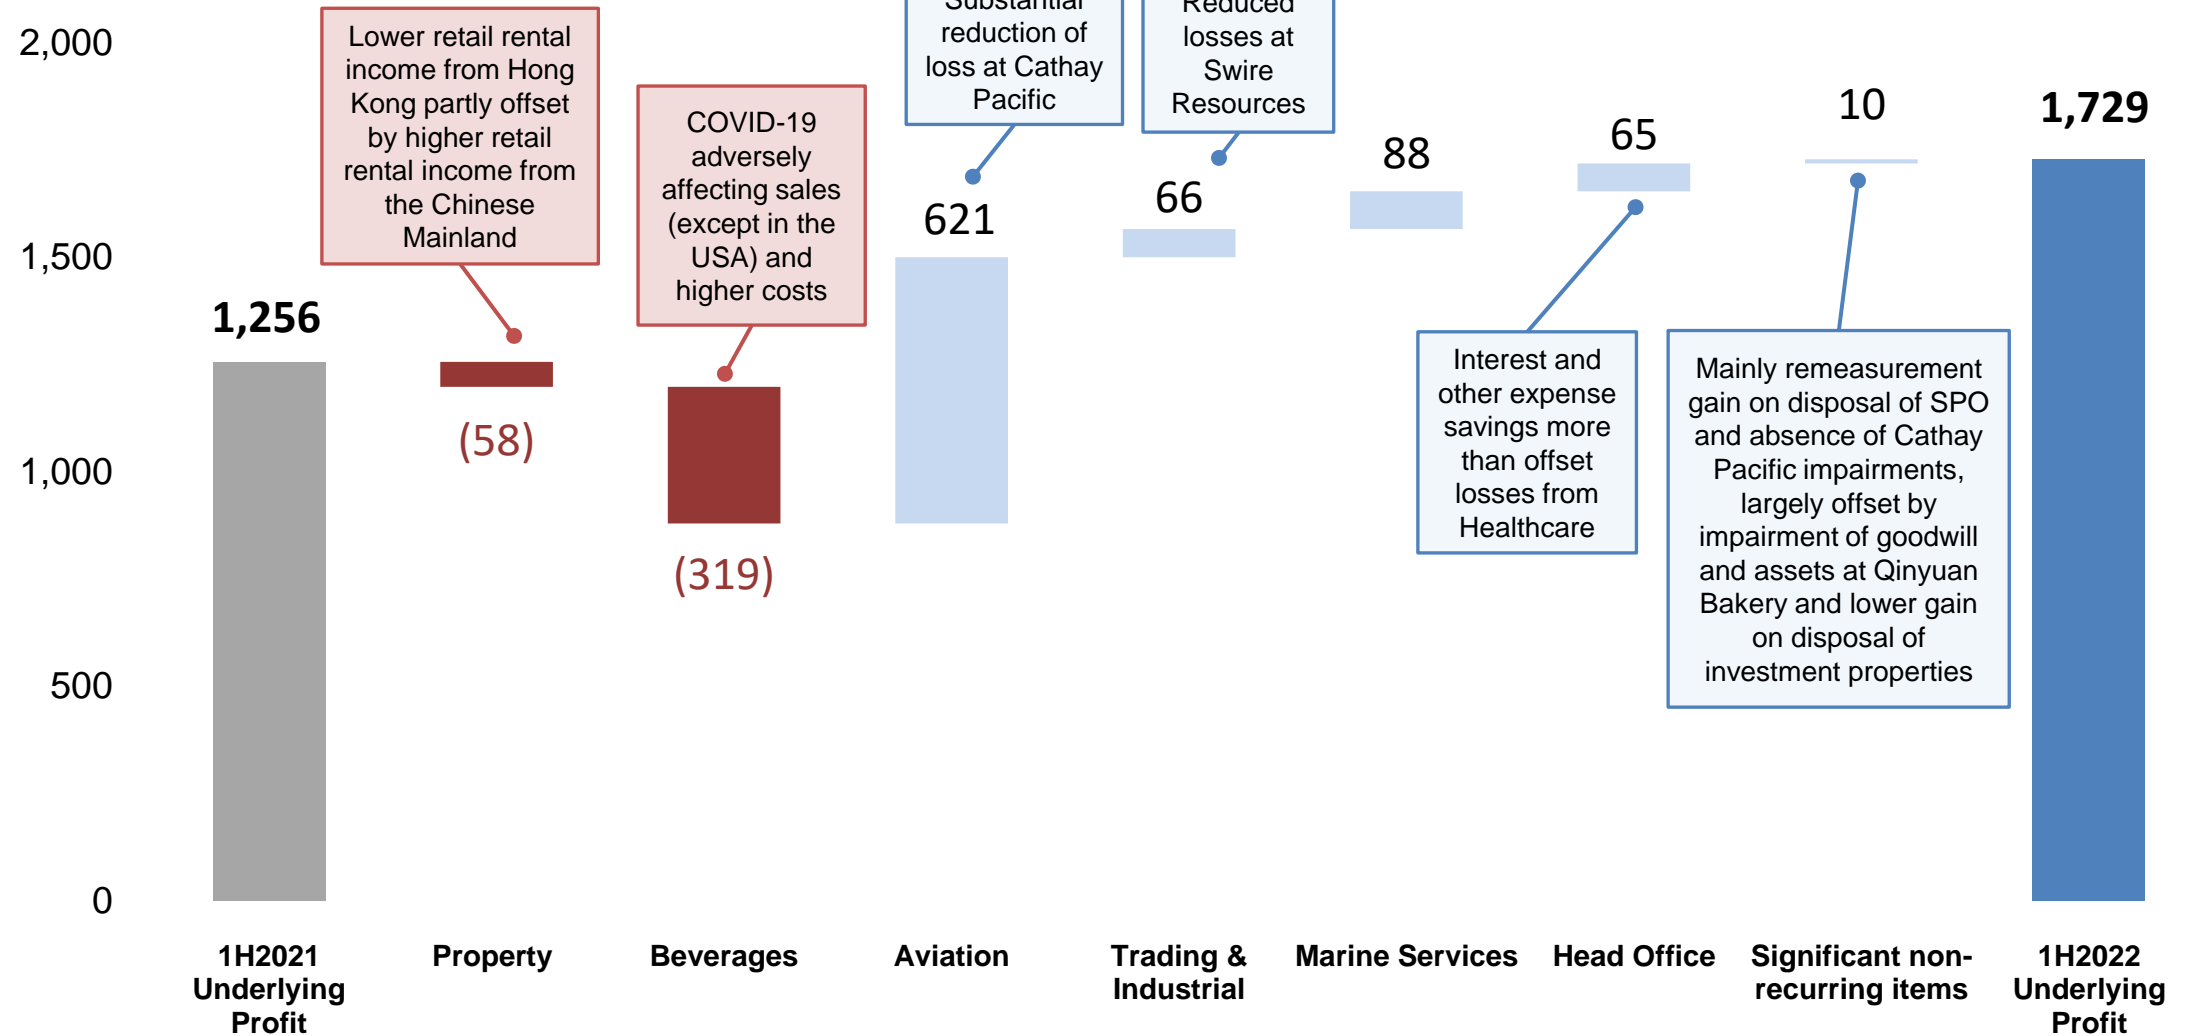 2,000
1,500
1,000
500
0
Lower retail rental
income from Hong
Kong partly offset
by higher retail
rental income from
the Chinese
Mainland
COVID-19
adversely
affecting sales
(except in the
USA) and
higher costs
Substantial
reduction of
loss at Cathay
Pacific
Reduced
losses at
Swire
Resources
Interest and
other expense
savings more
than offset
losses from
Healthcare
Mainly remeasurement
gain on disposal of SPO
and absence of Cathay
Pacific impairments,
largely offset by
impairment of goodwill
and assets at Qinyuan
Bakery and lower gain
on disposal of
investment properties
1,256
(58)
(319)
621
66
88
65
10
1,729
1H2021
Underlying
Profit
Property
Beverages
Aviation
Trading &
Industrial
Marine Services
Head Office
Significant non-
recurring items
1H2022
Underlying
Profit